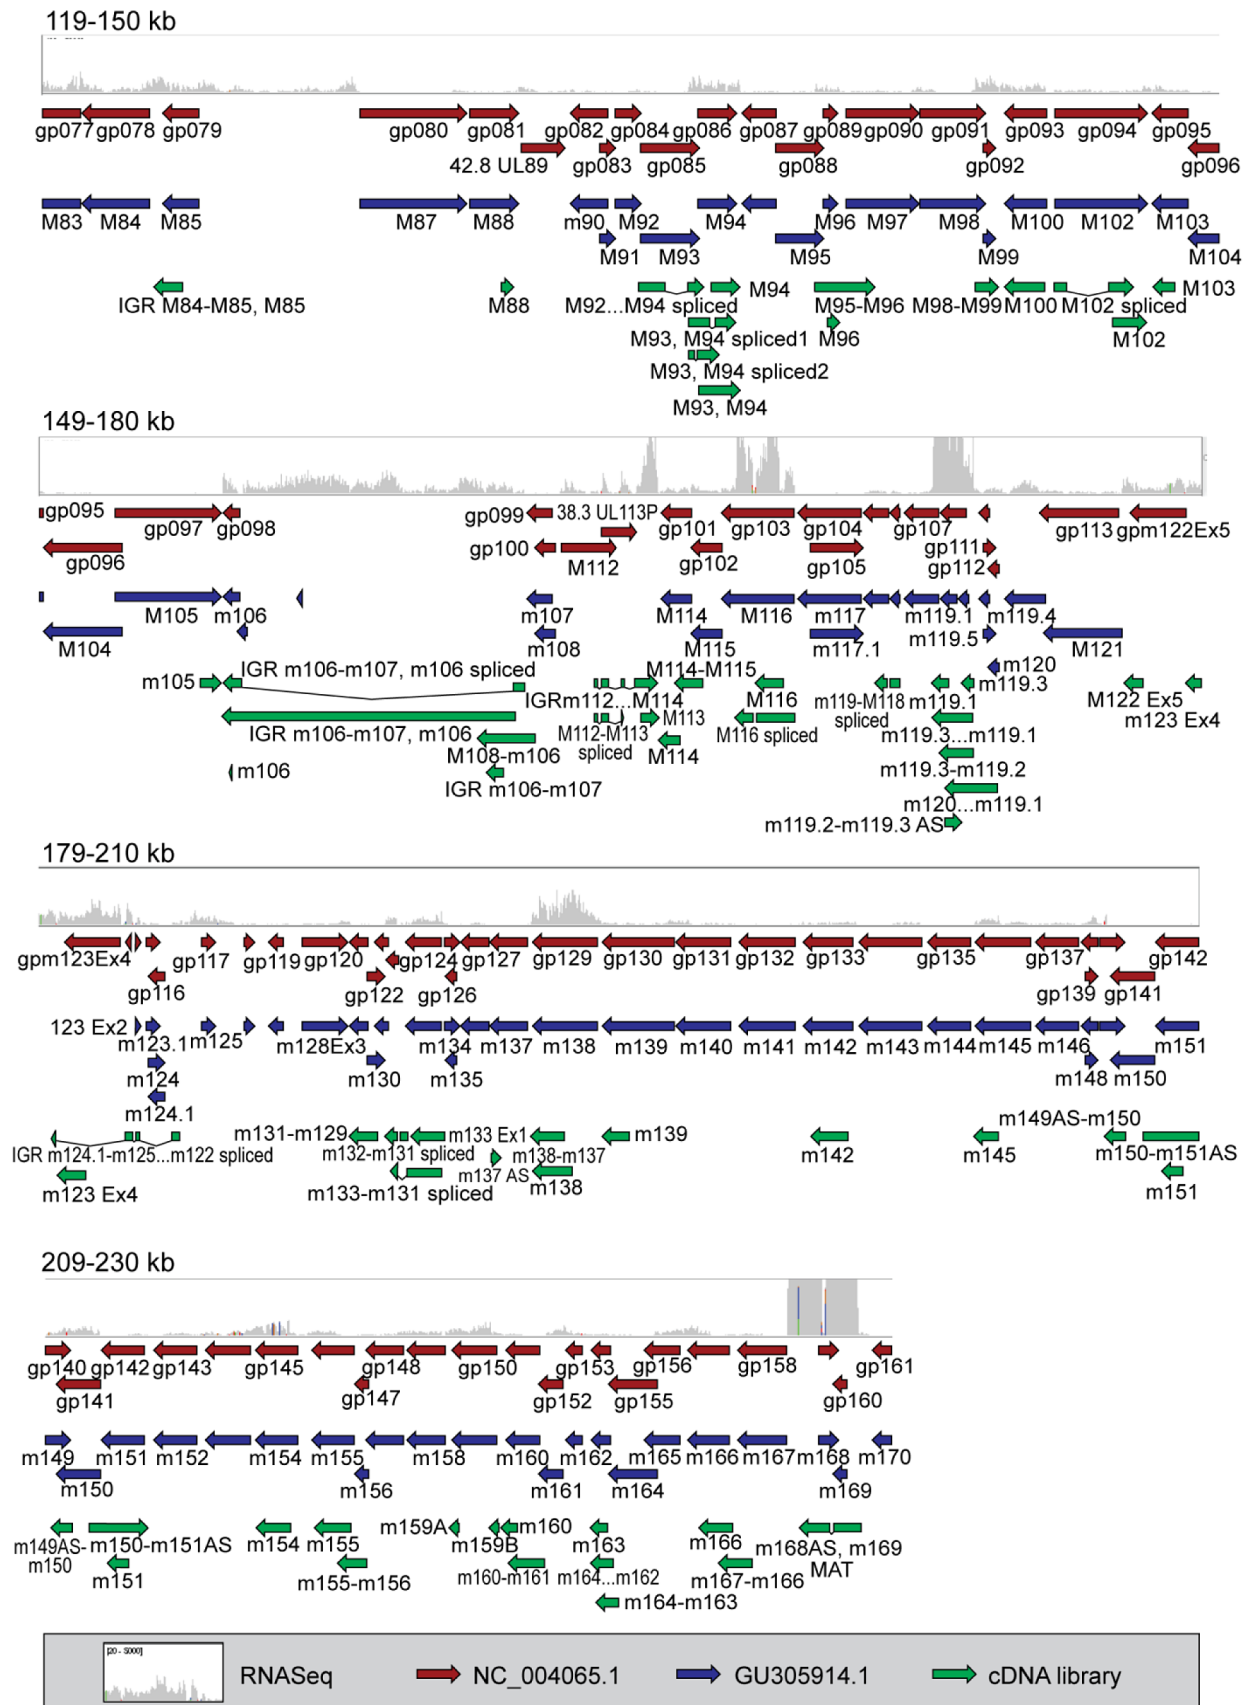 119-150 kb
gp077 gp078 gp079 gp080 gp081 gp082 gp084 gp086 gp087 gp089 gp090 gp091 gp093 gp094 gp095
42.8 UL89 gp083 gp085 gp088 gp092 gp096
M83 M84 M85 M87 M88 m90 M92 M94 M96 M97 M98 M100 M102 M103
M91 M93 M95 M99 M104
IGR M84-M85, M85 M88 M92...M94 spliced M94 M95-M96 M98-M99 M100 M102 spliced M103
M93, M94 spliced1 M96 M102
M93, M94 spliced2
M93, M94
149-180 kb
gp095 gp097 gp098 gp099 38.3 UL113P gp101 gp103 gp104 gp107 gp113 gpm122Ex5
gp096 gp100 M112 gp102 gp105 gp111
gp112
M105 m106 m107 M114 M116 m117 m119.1 m119.4
M104 m108 M115 m117.1 m119.5 M121
m120
m105 IGR m106-m107, m106 spliced IGRm112...M114 M114-M115 M116 m119-M118 spliced m119.1 m119.3 M122 Ex5 m123 Ex4
IGR m106-m107, m106 M112-M113 spliced M113 M116 spliced m119.3...m119.1
M108-m106 M114 m119.3-m119.2
m106 IGR m106-m107 m120...m119.1
m119.2-m119.3 AS
179-210 kb
gpm123Ex4 gp117 gp119 gp120 gp124 gp127 gp129 gp130 gp131 gp132 gp133 gp135 gp137 gp142
gp116 gp122 gp126 gp139 gp141
123 Ex2 m123.1 m125 m128Ex3 m134 m137 m138 m139 m140 m141 m142 m143 m144 m145 m146 m151
m124 m130 m135 m148 m150
m124.1
IGR m124.1-m125...m122 spliced m131-m129 m132-m131 spliced m133 Ex1 m137 AS m138-m137 m139 m142 m145 m149AS-m150 m150-m151AS
m123 Ex4 m133-m131 spliced m138 m151
209-230 kb
gp140 gp142 gp143 gp145 gp148 gp150 gp153 gp156 gp158 gp161
gp141 gp147 gp152 gp155 gp160
m149 m151 m152 m154 m155 m158 m160 m162 m165 m166 m167 m168 m170
m150 m156 m161 m164 m169
m149AS-m150 m150-m151AS m154 m155 m159A m159B m160 m163 m166 m168AS, m169 MAT
m151 m155-m156 m160-m161 m164...m162 m167-m166
m164-m163
[20 - 5000]
RNASeq NC_004065.1 GU305914.1 cDNA library